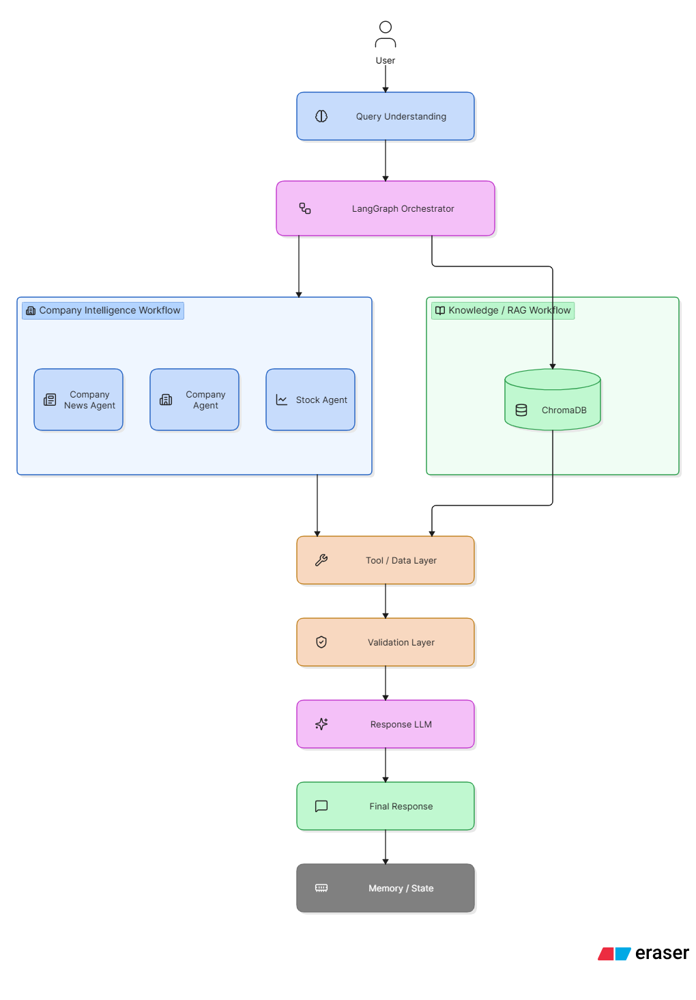 User
Query Understanding
LangGraph Orchestrator
Company Intelligence Workflow
Knowledge / RAG Workflow
Company
News Agent
Company
Agent
Stock Agent
ChromaDB
Tool / Data Layer
Validation Layer
Response LLM
Final Response
Memory / State
eraser